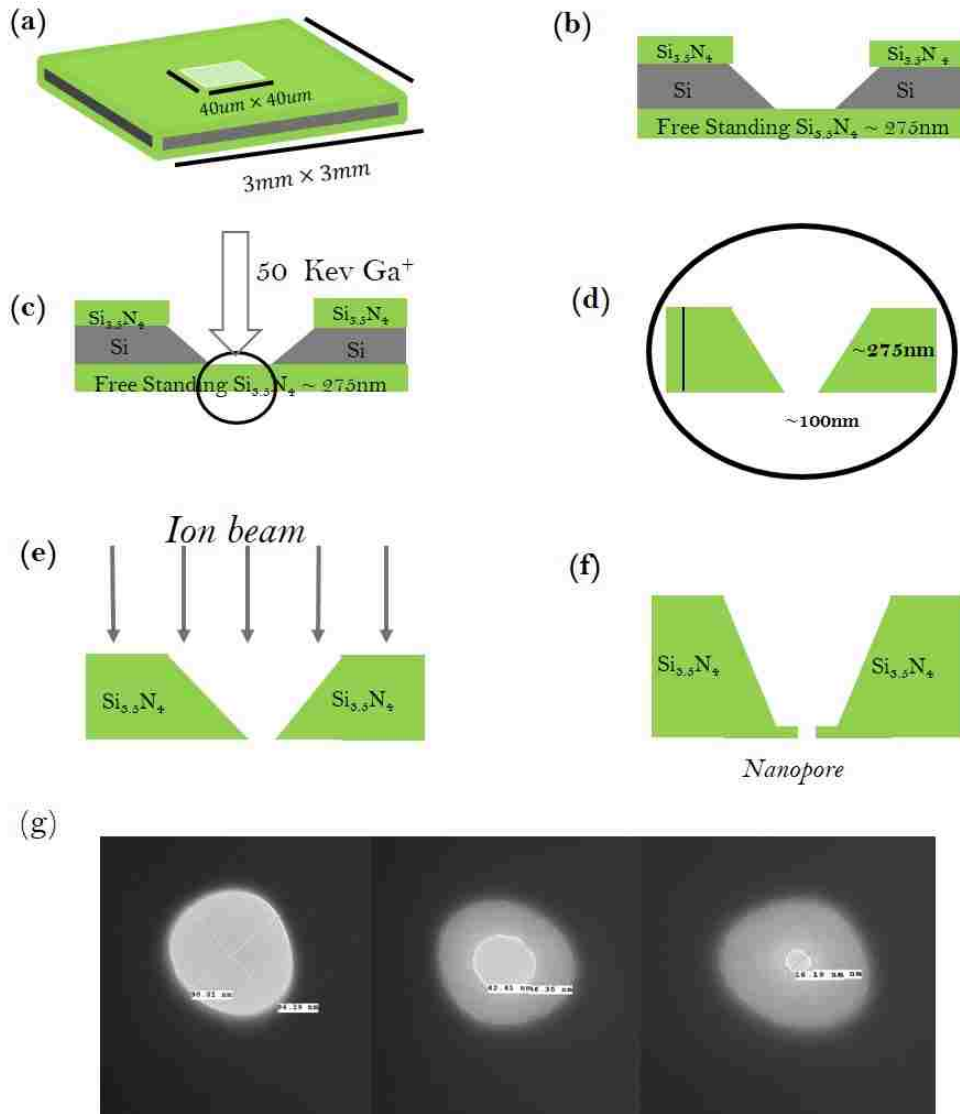 (a)
40um × 40um
3mm × 3mm
(b)
Si3.5N4
Si3.5N4
Si
Si
Free Standing Si3.5N4 ~ 275nm
(c)
50 Kev Ga+
Si3.5N4
Si3.5N4
Si
Si
Free Standing Si3.5N4 ~ 275nm
(d)
~275nm
~100nm
(e)
Ion beam
Si3.5N4
Si3.5N4
(f)
Si3.5N4
Si3.5N4
Nanopore
(g)